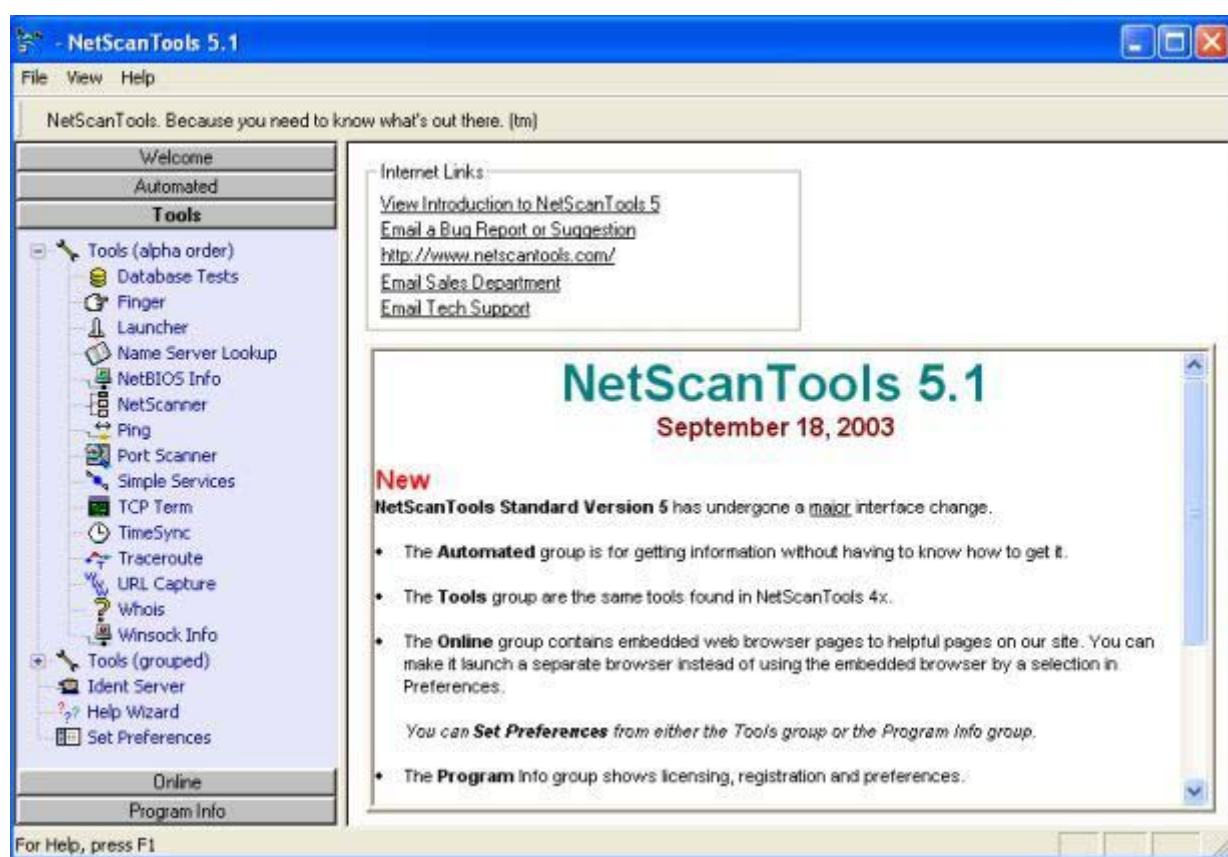 - NetScanTools 5.1
File View Help
NetScanTools. Because you need to know what's out there. (tm)
Welcome
Automated
Tools
Tools (alpha order)
Database Tests
Finger
Launcher
Name Server Lookup
NetBIOS Info
NetScanner
Ping
Port Scanner
Simple Services
TCP Term
TimeSync
Traceroute
URL Capture
Whois
Winsock Info
Tools (grouped)
Ident Server
Help Wizard
Set Preferences
Online
Program Info
Internet Links
View Introduction to NetScanTools 5
Email a Bug Report or Suggestion
http://www.netscantools.com/
Email Sales Department
Email Tech Support
NetScanTools 5.1
September 18, 2003
New
NetScanTools Standard Version 5 has undergone a major interface change.
• The Automated group is for getting information without having to know how to get it.
• The Tools group are the same tools found in NetScanTools 4x.
• The Online group contains embedded web browser pages to helpful pages on our site. You can
make it launch a separate browser instead of using the embedded browser by a selection in
Preferences.
You can Set Preferences from either the Tools group or the Program Info group.
• The Program Info group shows licensing, registration and preferences.
For Help, press F1